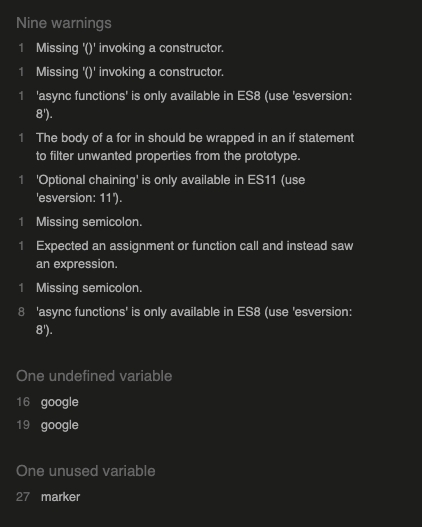 Nine warnings
1 Missing '()' invoking a constructor.
1 Missing '()' invoking a constructor.
1 'async functions' is only available in ES8 (use 'esversion:
8').
1 The body of a for in should be wrapped in an if statement
to filter unwanted properties from the prototype.
1 'Optional chaining' is only available in ES11 (use
'esversion: 11').
1 Missing semicolon.
1 Expected an assignment or function call and instead saw
an expression.
1 Missing semicolon.
8 'async functions' is only available in ES8 (use 'esversion:
8').
One undefined variable
16 google
19 google
One unused variable
27 marker